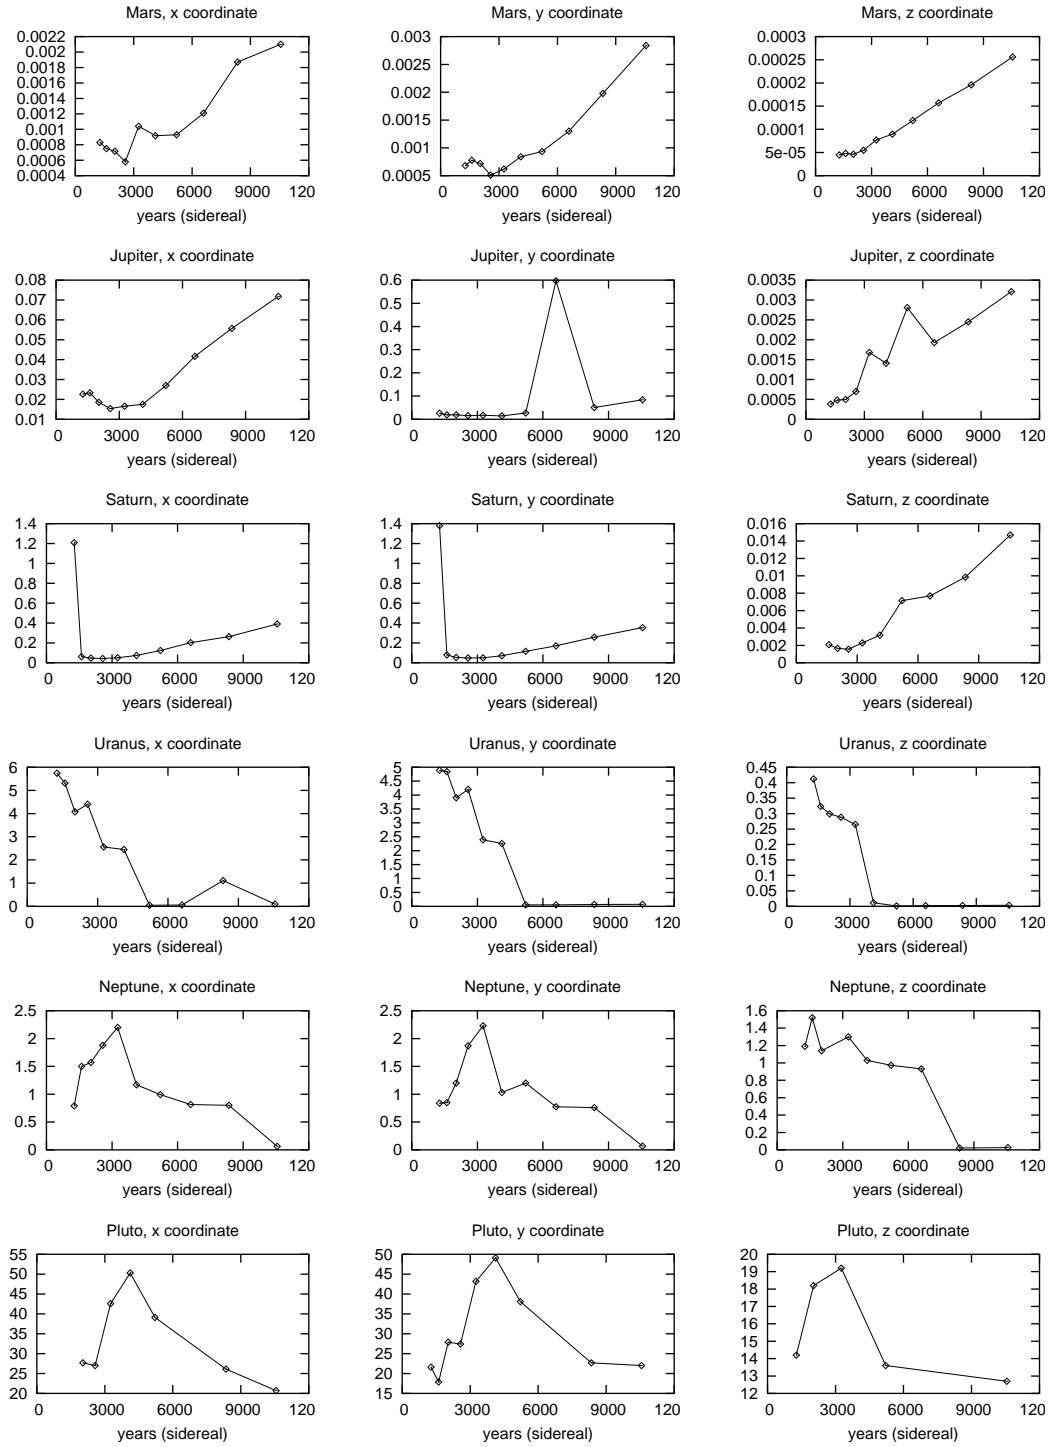 Mars, x coordinate
0.0022
0.002
0.0018
0.0016
0.0014
0.0012
0.001
0.0008
0.0006
0.0004
0 3000 6000 9000 120
years (sidereal)
Mars, y coordinate
0.003
0.0025
0.002
0.0015
0.001
0.0005
0 3000 6000 9000 120
years (sidereal)
Mars, z coordinate
0.0003
0.00025
0.0002
0.00015
0.0001
5e-05
0
0 3000 6000 9000 120
years (sidereal)
Jupiter, x coordinate
0.08
0.07
0.06
0.05
0.04
0.03
0.02
0.01
0 3000 6000 9000 120
years (sidereal)
Jupiter, y coordinate
0.6
0.5
0.4
0.3
0.2
0.1
0
0 3000 6000 9000 120
years (sidereal)
Jupiter, z coordinate
0.0035
0.003
0.0025
0.002
0.0015
0.001
0.0005
0
0 3000 6000 9000 120
years (sidereal)
Saturn, x coordinate
1.4
1.2
1
0.8
0.6
0.4
0.2
0
0 3000 6000 9000 120
years (sidereal)
Saturn, y coordinate
1.4
1.2
1
0.8
0.6
0.4
0.2
0
0 3000 6000 9000 120
years (sidereal)
Saturn, z coordinate
0.016
0.014
0.012
0.01
0.008
0.006
0.004
0.002
0
0 3000 6000 9000 120
years (sidereal)
Uranus, x coordinate
6
5
4
3
2
1
0
0 3000 6000 9000 120
years (sidereal)
Uranus, y coordinate
5
4.5
4
3.5
3
2.5
2
1.5
1
0.5
0
0 3000 6000 9000 120
years (sidereal)
Uranus, z coordinate
0.45
0.4
0.35
0.3
0.25
0.2
0.15
0.1
0.05
0
0 3000 6000 9000 120
years (sidereal)
Neptune, x coordinate
2.5
2
1.5
1
0.5
0
0 3000 6000 9000 120
years (sidereal)
Neptune, y coordinate
2.5
2
1.5
1
0.5
0
0 3000 6000 9000 120
years (sidereal)
Neptune, z coordinate
1.6
1.4
1.2
1
0.8
0.6
0.4
0.2
0
0 3000 6000 9000 120
years (sidereal)
Pluto, x coordinate
55
50
45
40
35
30
25
20
0 3000 6000 9000 120
years (sidereal)
Pluto, y coordinate
50
45
40
35
30
25
20
15
0 3000 6000 9000 120
years (sidereal)
Pluto, z coordinate
20
19
18
17
16
15
14
13
12
0 3000 6000 9000 120
years (sidereal)